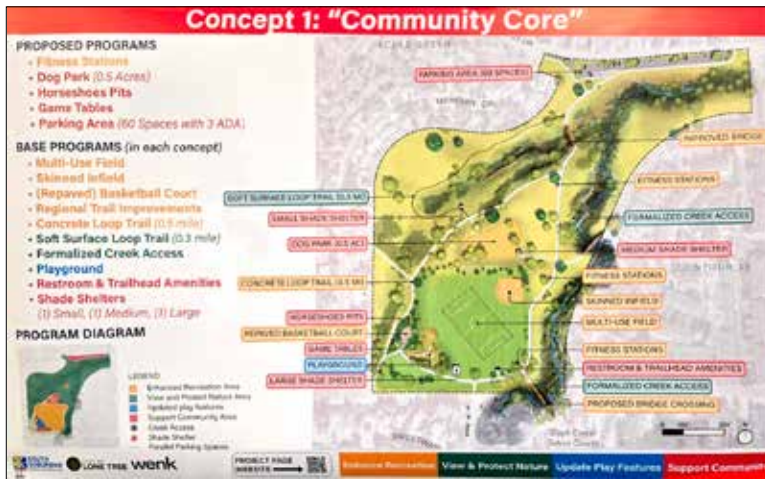 Concept 1: "Community Core"
PROPOSED PROGRAMS
• Fitness Stations
• Dog Park (0.5 Acres)
• Horseshoes Pits
• Game Tables
• Parking Area (60 Spaces with 3 ADA)
BASE PROGRAMS (in each concept)
• Multi-Use Field
• Skinned Infield
• (Repaved) Basketball Court
• Regional Trail Improvements
• Concrete Loop Trail (0.5 mile)
• Soft Surface Loop Trail (0.3 mile)
• Formalized Creek Access
• Playground
• Restroom & Trailhead Amenities
• Shade Shelters
(1) Small, (1) Medium, (1) Large
PROGRAM DIAGRAM
LEGEND
Enhanced Recreation Area
View and Protect Nature Area
Updated play features
Support Community Area
Creek Access
Shade Shelter
Parallel Parking Spaces
PARKING AREA (60 SPACES)
IMPROVED BRIDGE
FITNESS STATIONS
SOFT SURFACE LOOP TRAIL (0.3 MI)
SMALL SHADE SHELTER
FORMALIZED CREEK ACCESS
DOG PARK (0.5 AC)
MEDIUM SHADE SHELTER
CONCRETE LOOP TRAIL (0.5 MI)
FITNESS STATIONS
SKINNED INFIELD
HORSESHOES PITS
MULTI-USE FIELD
REPAVED BASKETBALL COURT
GAME TABLES
FITNESS STATIONS
PLAYGROUND
RESTROOM & TRAILHEAD AMENITIES
LARGE SHADE SHELTER
FORMALIZED CREEK ACCESS
PROPOSED BRIDGE CROSSING
SOUTH SUBURBAN
LONE TREE
wenk
PROJECT PAGE
WEBSITE
Enhance Recreation
View & Protect Nature
Update Play Features
Support Communit